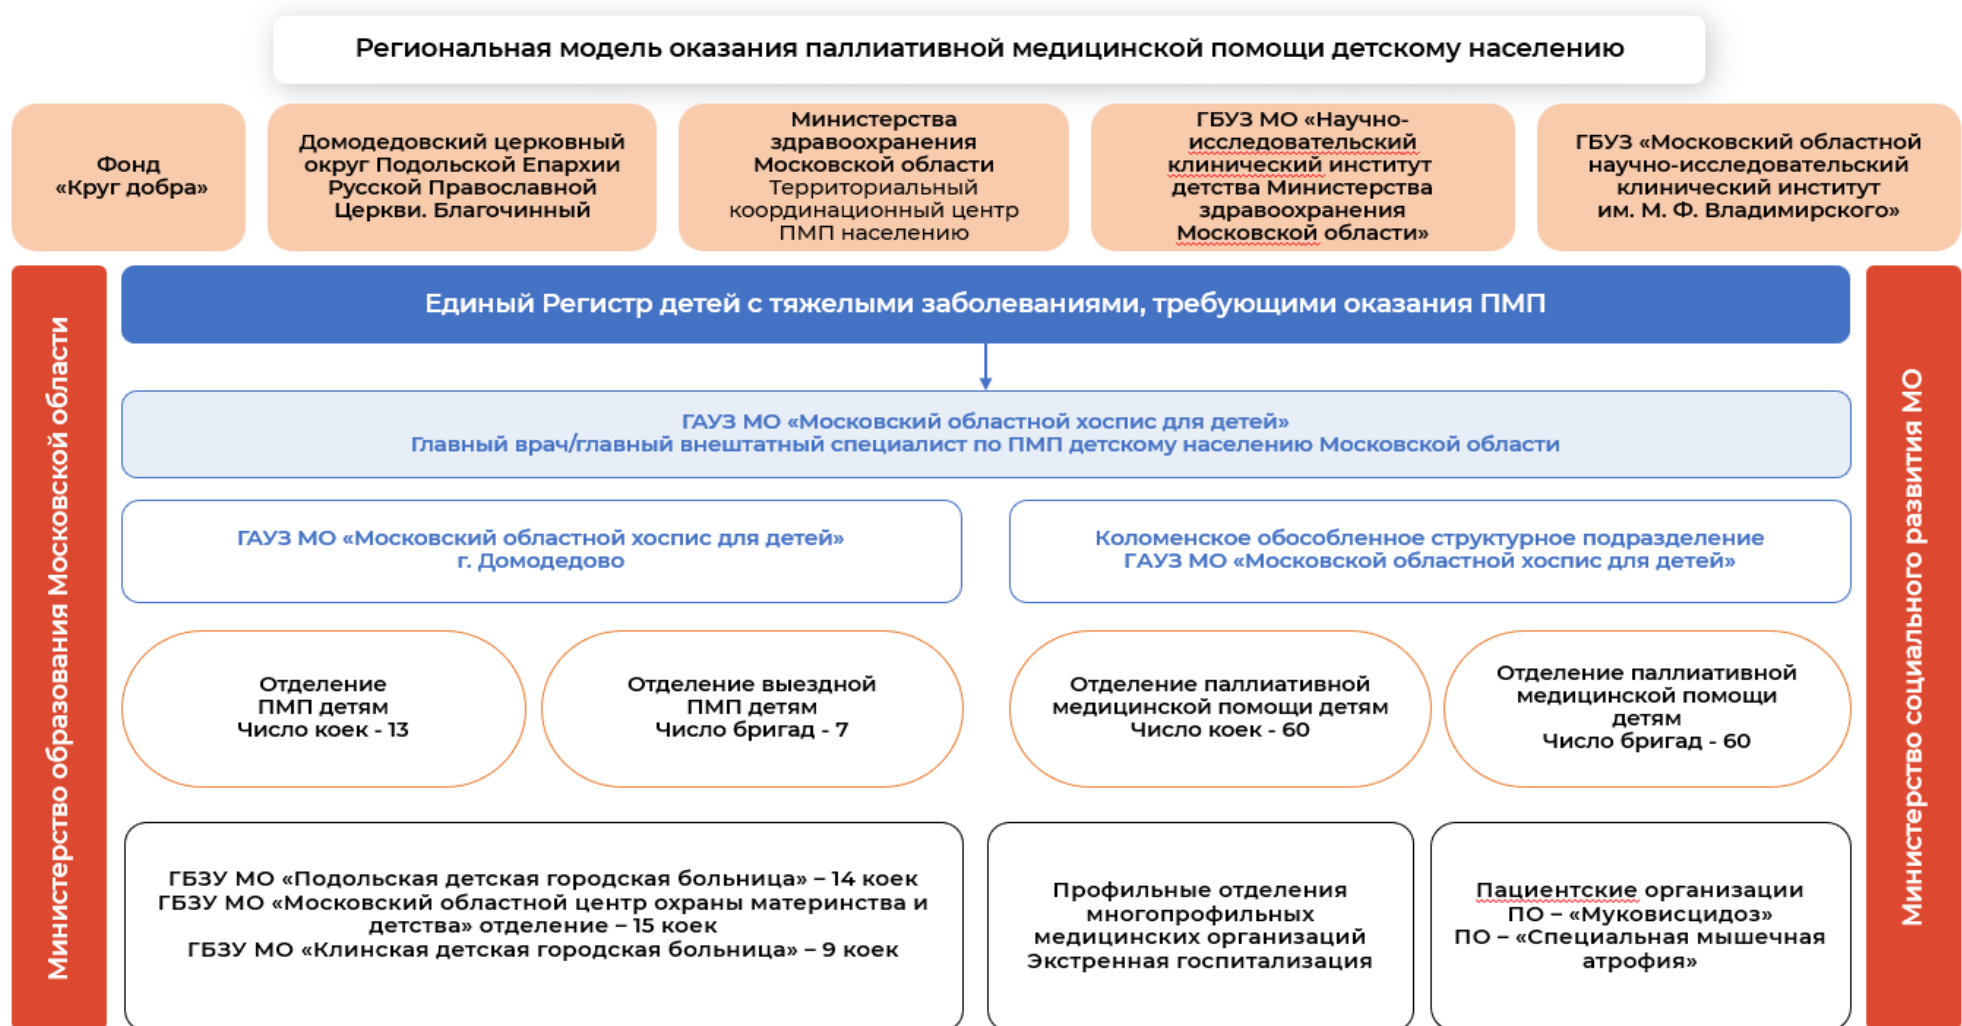 Региональная модель оказания паллиативной медицинской помощи детскому населению
Фонд
«Круг добра»
Домодедовский церковный
округ Подольской Епархии
Русской Православной
Церкви. Благочинный
Министерства
здравоохранения
Московской области
Территориальный
координационный центр
ПМП населению
ГБУЗ МО «Научно-
исследовательский
клинический институт
детства Министерства
здравоохранения
Московской области»
ГБУЗ «Московский областной
научно-исследовательский
клинический институт
им. М. Ф. Владимирского»
Министерство образования Московской области
Единый Регистр детей с тяжелыми заболеваниями, требующими оказания ПМП
ГАУЗ МО «Московский областной хоспис для детей»
Главный врач/главный внештатный специалист по ПМП детскому населению Московской области
ГАУЗ МО «Московский областной хоспис для детей»
г. Домодедово
Коломенское обособленное структурное подразделение
ГАУЗ МО «Московской областной хоспис для детей»
Отделение
ПМП детям
Число коек - 13
Отделение выездной
ПМП детям
Число бригад - 7
Отделение паллиативной
медицинской помощи детям
Число коек - 60
Отделение паллиативной
медицинской помощи
детям
Число бригад - 60
ГБЗУ МО «Подольская детская городская больница» – 14 коек
ГБЗУ МО «Московский областной центр охраны материнства и
детства» отделение – 15 коек
ГБЗУ МО «Клинская детская городская больница» – 9 коек
Профильные отделения
многопрофильных
медицинских организаций
Экстренная госпитализация
Пациентские организации
ПО – «Муковисцидоз»
ПО – «Специальная мышечная
атрофия»
Министерство социального развития МО